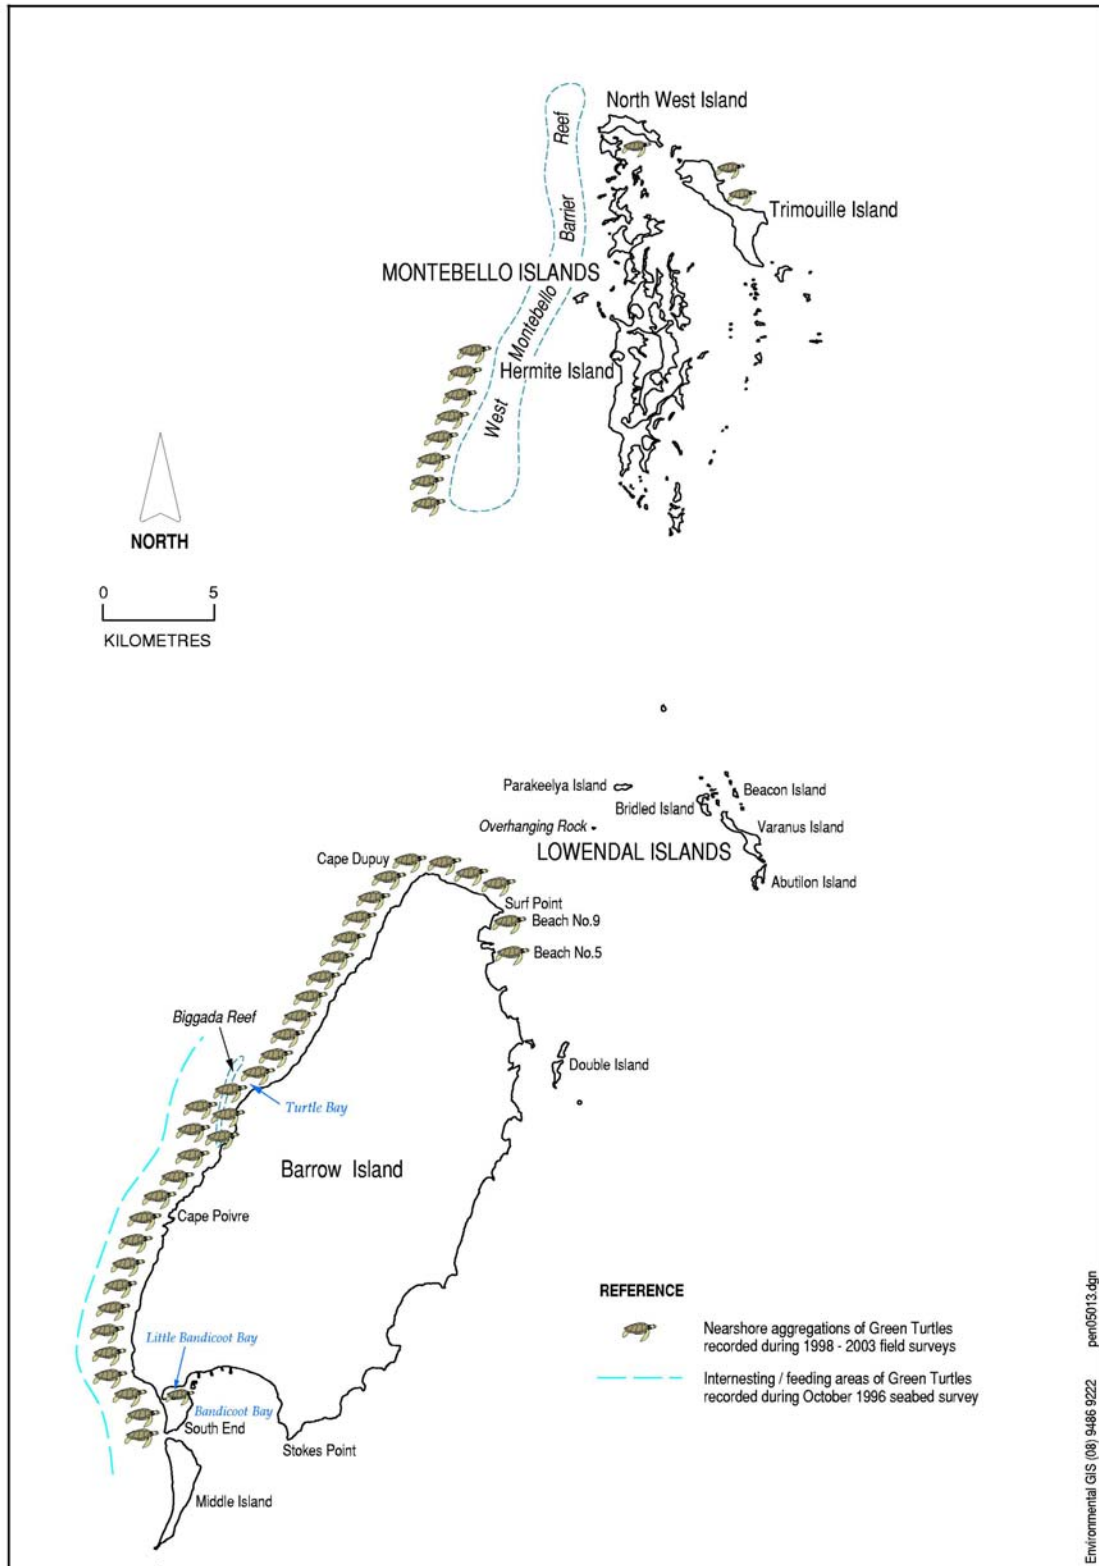 North West Island
Reef
Barrier
Trimouille Island
MONTEBELLO ISLANDS
Montebello
Hermite Island
West
NORTH
0 5
KILOMETRES
Parakeelya Island
Beacon Island
Bridled Island
Overhanging Rock
Varanus Island
LOWENDAL ISLANDS
Cape Dupuy
Abutilon Island
Surf Point
Beach No.9
Beach No.5
Biggada Reef
Double Island
Turtle Bay
Barrow Island
Cape Poivre
REFERENCE
Nearshore aggregations of Green Turtles
recorded during 1998 - 2003 field surveys
Little Bandicoot Bay
Internesting / feeding areas of Green Turtles
recorded during October 1996 seabed survey
Bandicoot Bay
South End
Stokes Point
Middle Island
Environmental GIS (08) 9486 9222 pen05013.dgn